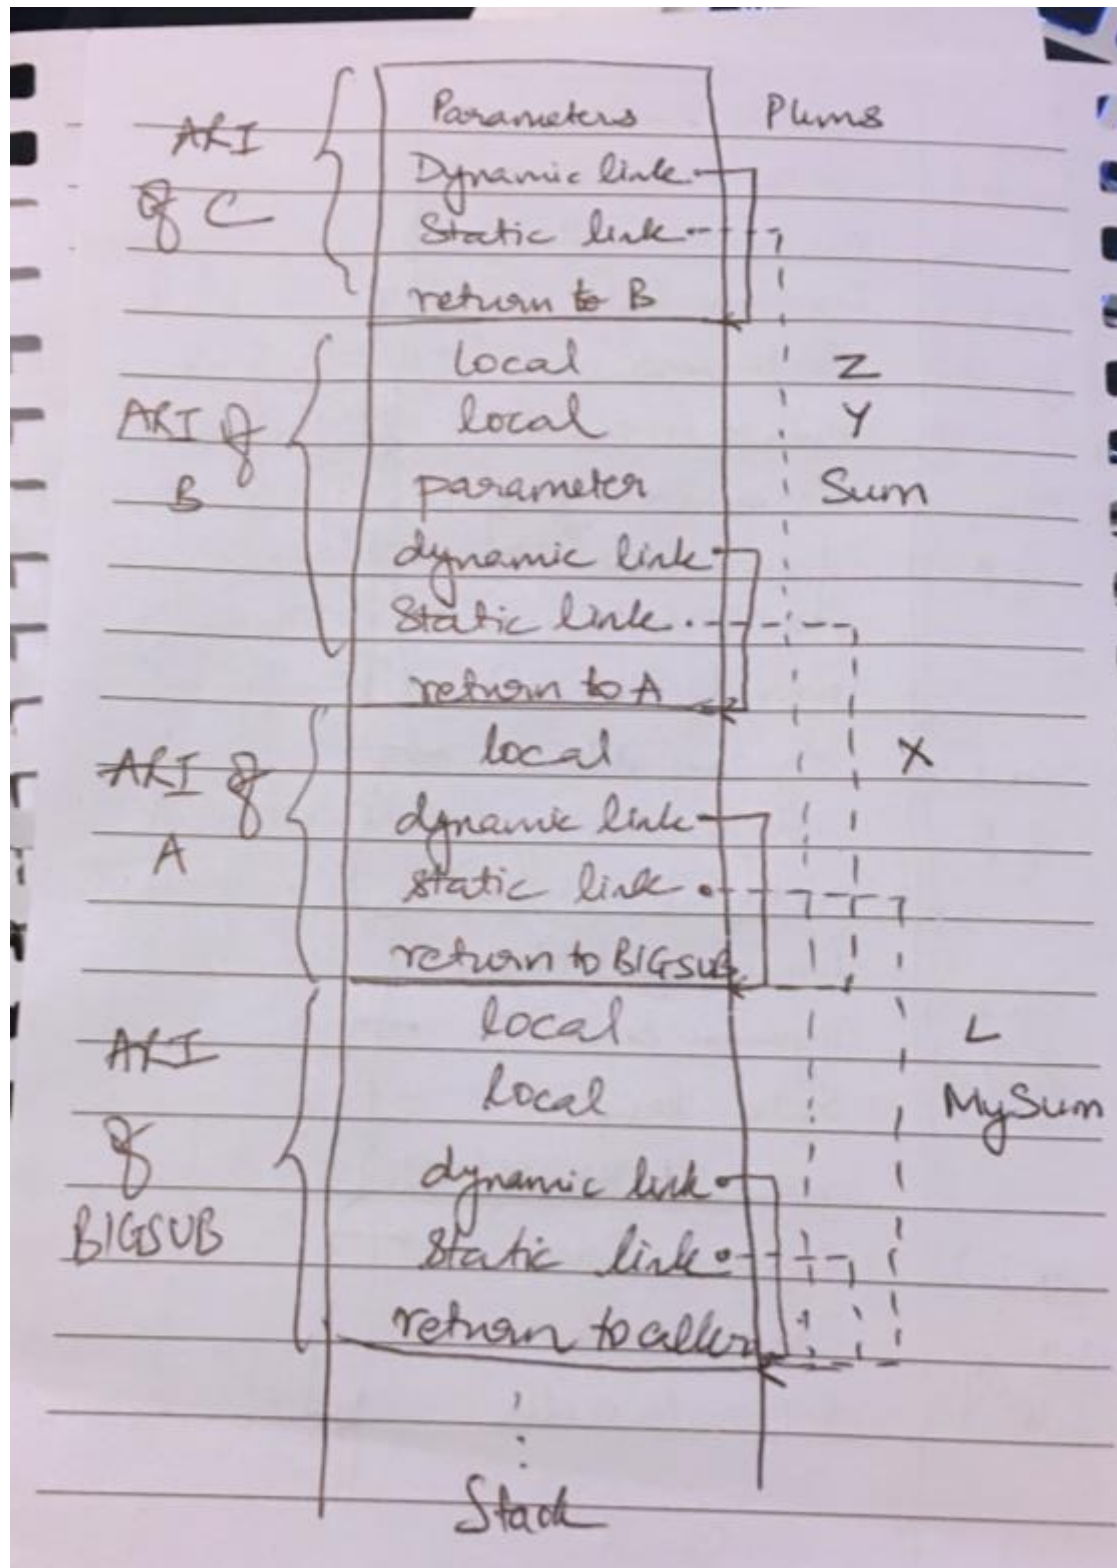 Parameters Plums
ARI Dynamic link
of C Static link
return to B
local Z
ARI of local Y
B parameter Sum
dynamic link
Static link
return to A
local X
ARI of dynamic link
A static link
return to BIGSUB
local L
ARI
local MySum
of dynamic link
BIGSUB static link
return to caller
Stack